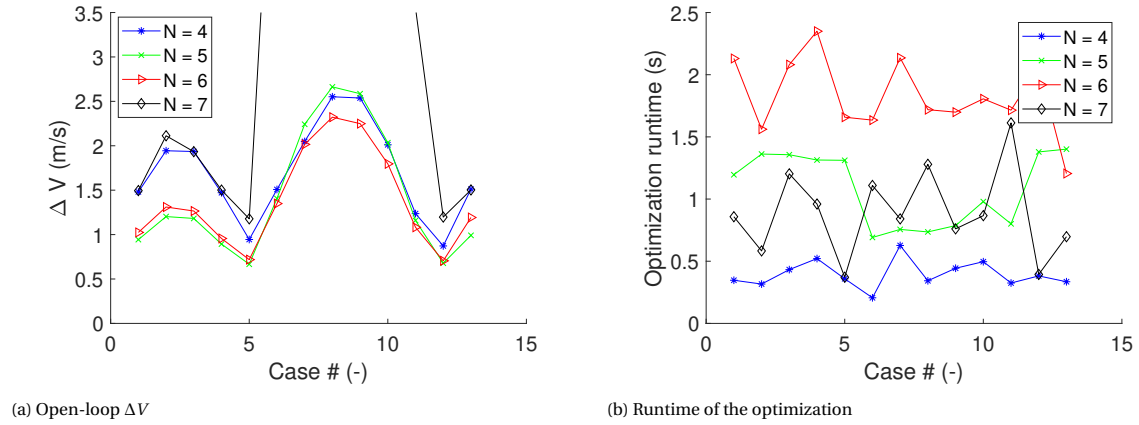 3.5
3
2.5
2
1.5
1
0.5
0
0
5
10
15
Δ V (m/s)
Case # (-)
N = 4
N = 5
N = 6
N = 7
(a) Open-loop ΔV
2.5
2
1.5
1
0.5
0
0
5
10
15
Optimization runtime (s)
Case # (-)
N = 4
N = 5
N = 6
N = 7
(b) Runtime of the optimization